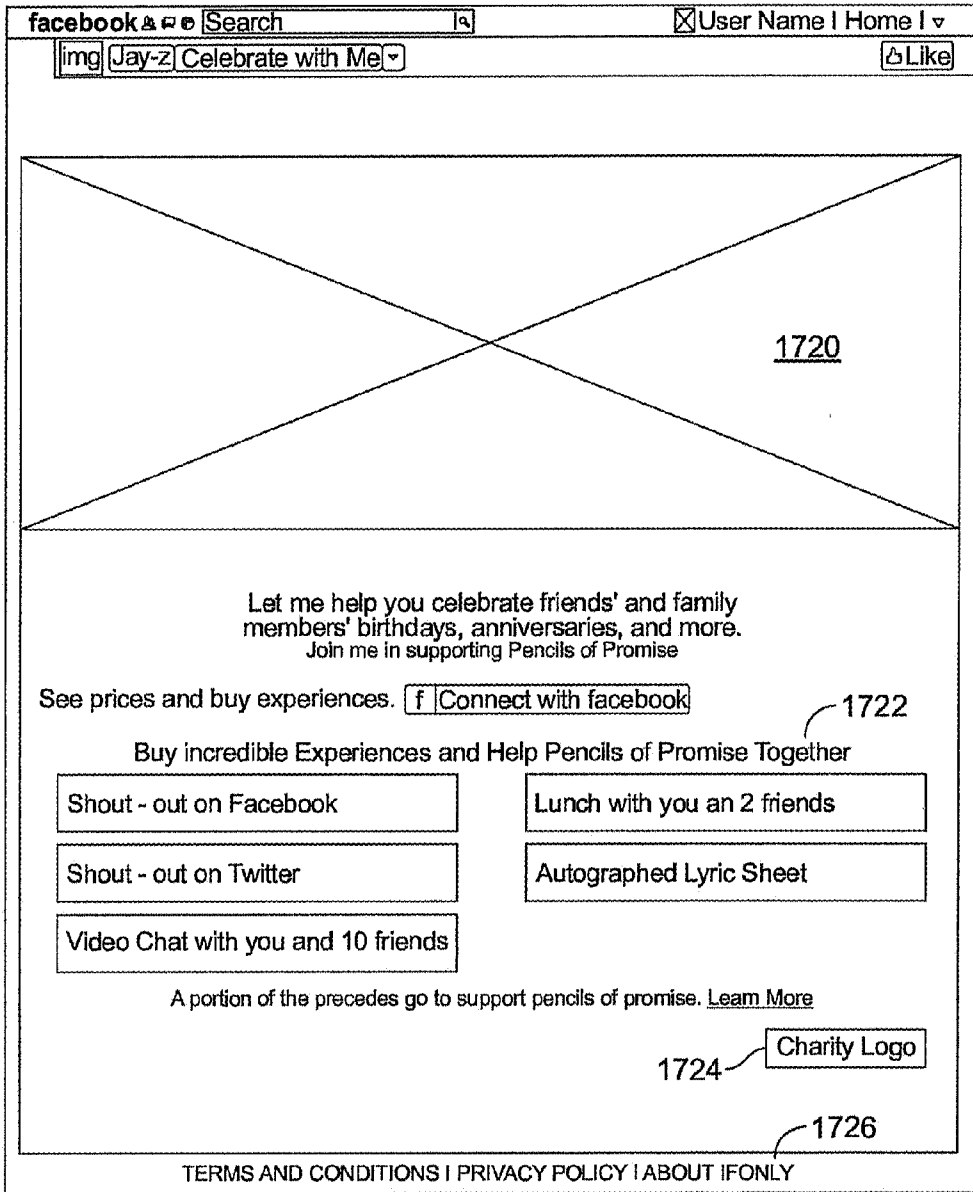 facebook Search User Name | Home |
img Jay-z Celebrate with Me Like
1720
Let me help you celebrate friends' and family
members' birthdays, anniversaries, and more.
Join me in supporting Pencils of Promise
See prices and buy experiences. f Connect with facebook
1722
Buy incredible Experiences and Help Pencils of Promise Together
Shout - out on Facebook Lunch with you an 2 friends
Shout - out on Twitter Autographed Lyric Sheet
Video Chat with you and 10 friends
A portion of the precedes go to support pencils of promise. Learn More
Charity Logo
1724
1726
TERMS AND CONDITIONS | PRIVACY POLICY | ABOUT IFONLY